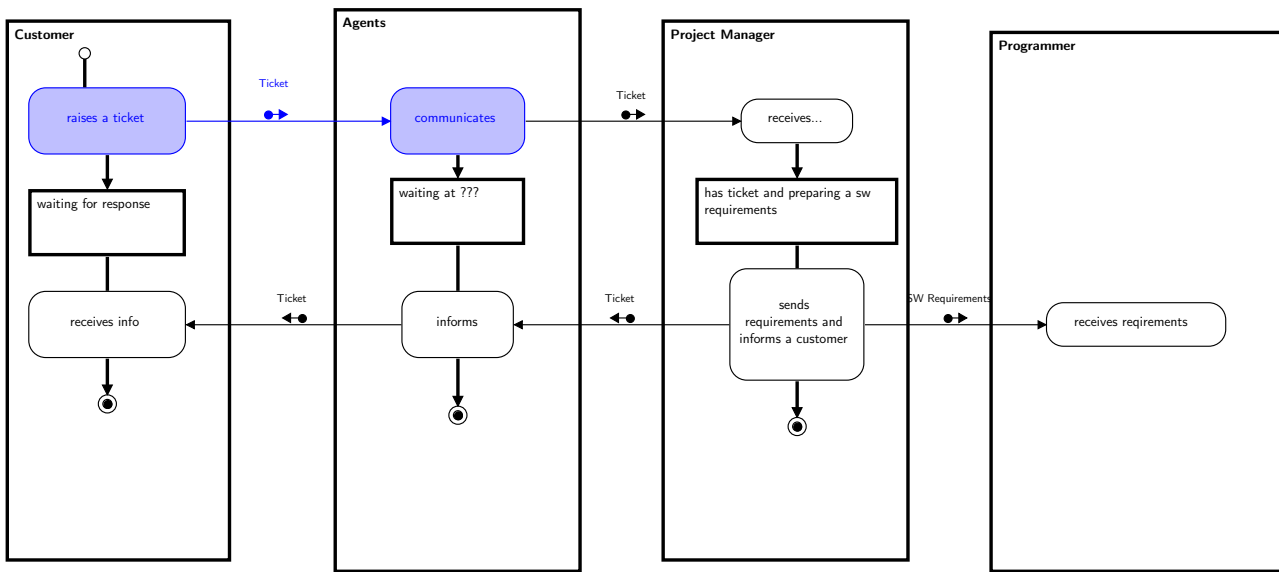 Customer
Agents
Project Manager
Programmer
Ticket
Ticket
raises a ticket
communicates
receives...
waiting for response
waiting at ???
has ticket and preparing a sw
requirements
Ticket
Ticket
SW Requirements
receives info
informs
sends
requirements and
informs a customer
receives reqirements